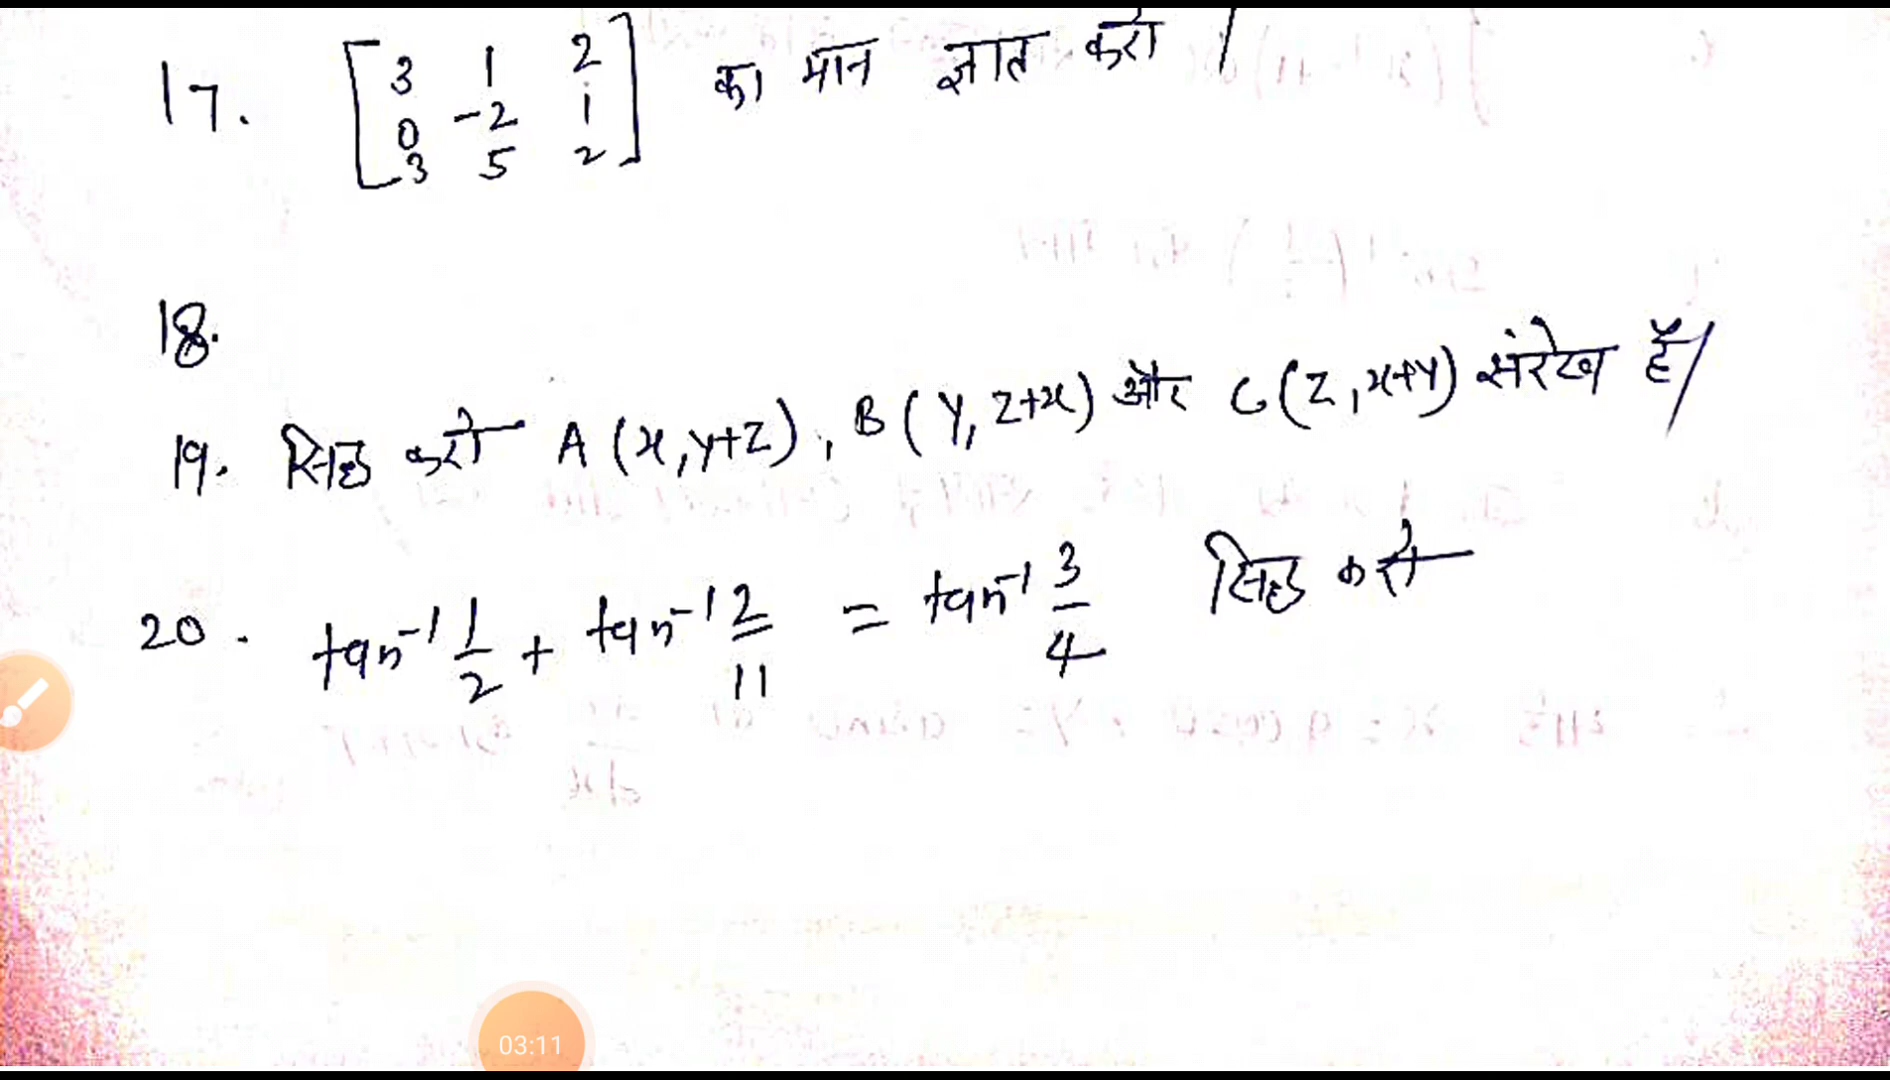 17. [3 1 2
0 -2 1
3 5 2] का मान ज्ञात करो |
18.
19. सिद्ध करो A(x, y+z), B(y, z+x) और C(z, x+y) संरेख हैं|
20. tan⁻¹ 1/2 + tan⁻¹ 2/11 = tan⁻¹ 3/4 सिद्ध करो
03:11